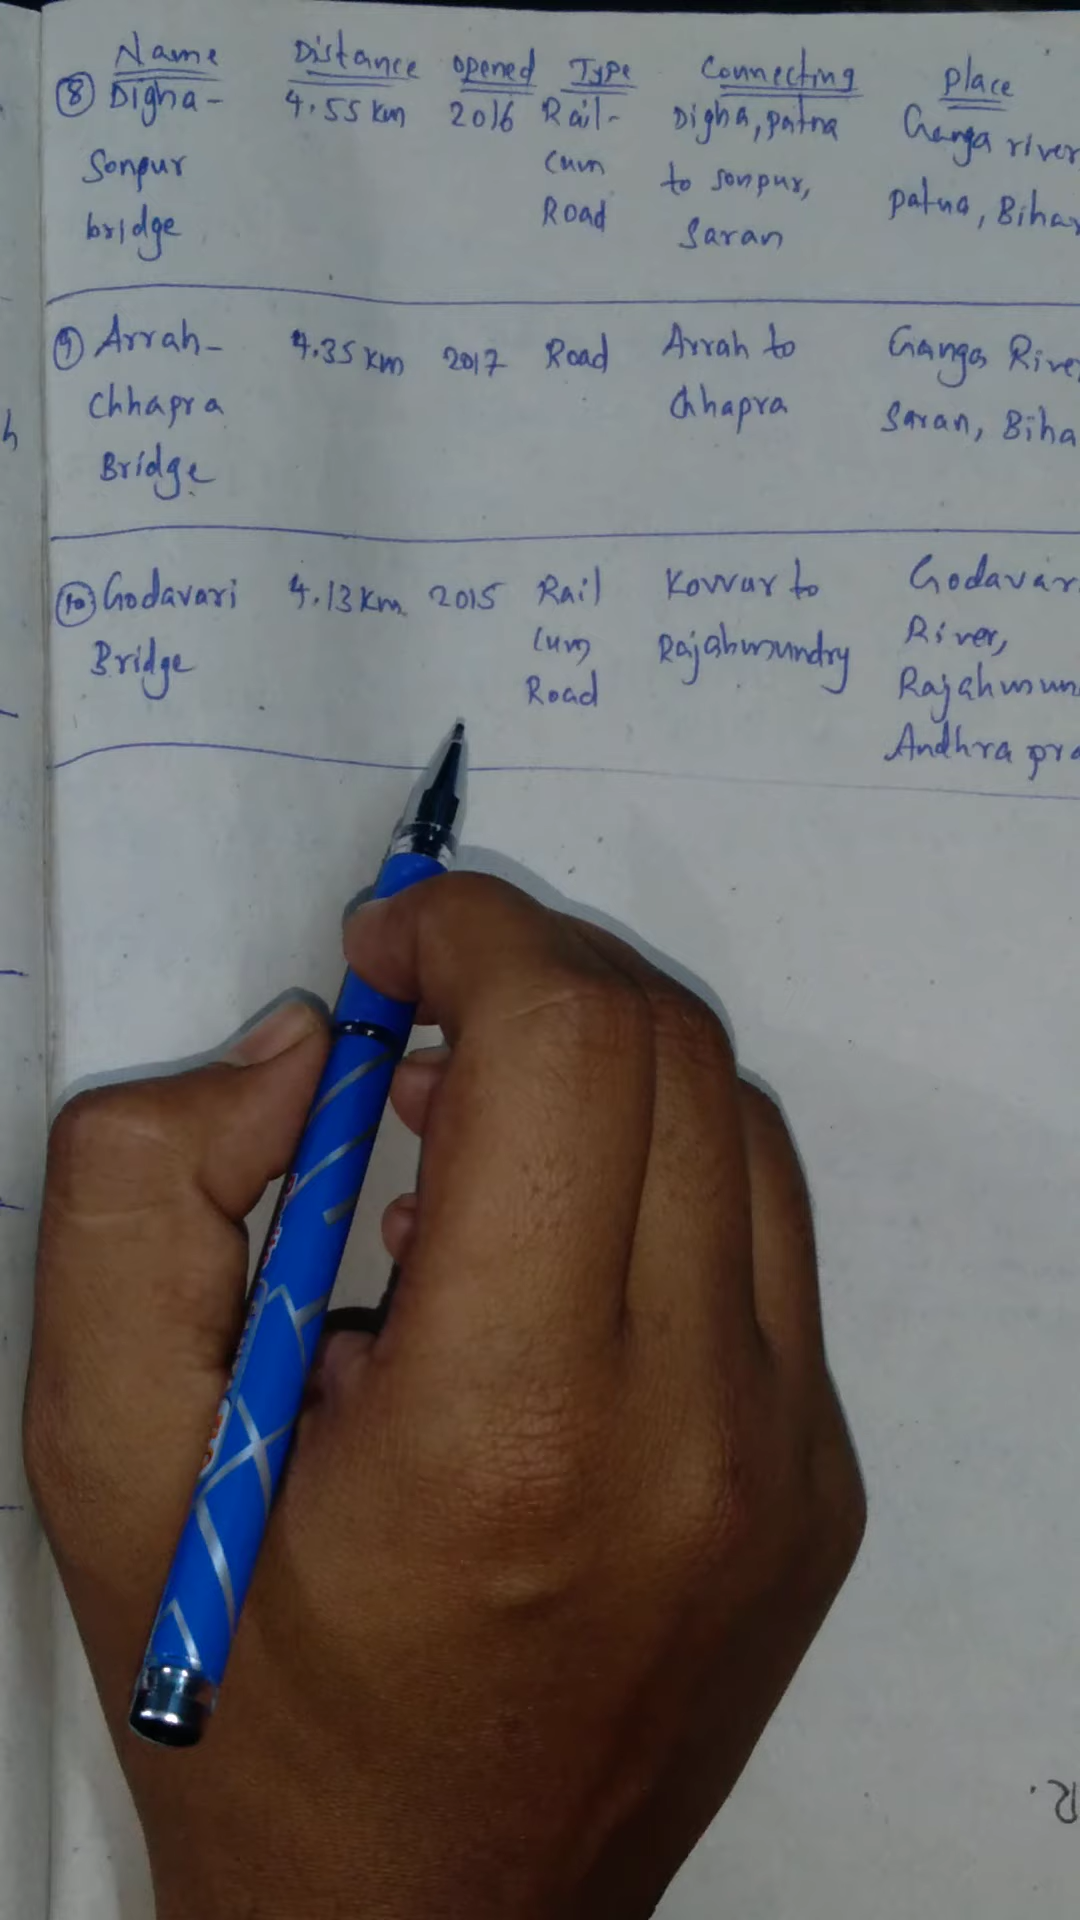 Name Distance opened Type Connecting place
8 Digha- 4.55 km 2016 Rail- Digha, patna Ganga river
Sonpur cum to sonpur, patna, Bihar
bridge Road Saran
9 Arrah- 4.35 km 2017 Road Arrah to Ganga River
Chhapra Chhapra Saran, Biha
Bridge
10 Godavari 4.13 km 2015 Rail Kovvur to Godavar
Bridge cum Rajahmundry River,
Road Rajahmun
Andhra pra
h
R.